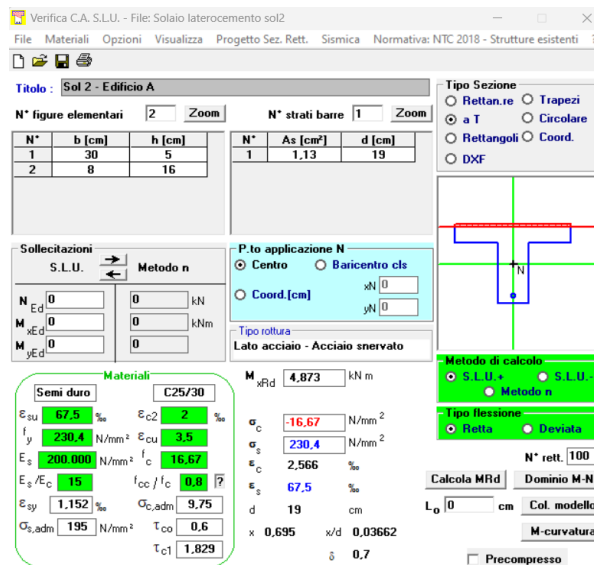 Verifica C.A. S.L.U. - File: Solaio laterocemento sol2
File Materiali Opzioni Visualizza Progetto Sez. Rett. Sismica Normativa: NTC 2018 - Strutture esistenti ?
Titolo : Sol 2 - Edificio A
N° figure elementari 2 Zoom
N° strati barre 1 Zoom
N° b [cm] h [cm]
1 30 5
2 8 16
N° As [cm²] d [cm]
1 1,13 19
Tipo Sezione
Rettan.re Trapezi
a T Circolare
Rettangoli Coord.
DXF
N
Sollecitazioni
S.L.U. Metodo n
N Ed 0 0 kN
M xEd 0 0 kNm
M yEd 0 0
P.to applicazione N
Centro Baricentro cls
Coord.[cm] xN 0
yN 0
Tipo rottura
Lato acciaio - Acciaio snervato
Metodo di calcolo
S.L.U.+ S.L.U.-
Metodo n
Tipo flessione
Retta Deviata
N° rett. 100
Calcola MRd Dominio M-N
L₀ 0 cm Col. modello
M-curvatura
Precompresso
Materiali
Semi duro C25/30
εsu 67,5 ‰ εc2 2 ‰
fy 230,4 N/mm² εcu 3,5
Es 200.000 N/mm² fc 16,67
Es /Ec 15 fcc / fc 0,8 ?
εsy 1,152 ‰ σc,adm 9,75
σs,adm 195 N/mm² τco 0,6
τc1 1,829
M xRd 4,873 kN m
σc -16,67 N/mm²
σs 230,4 N/mm²
εc 2,566 ‰
εs 67,5 ‰
d 19 cm
x 0,695 x/d 0,03662
δ 0,7